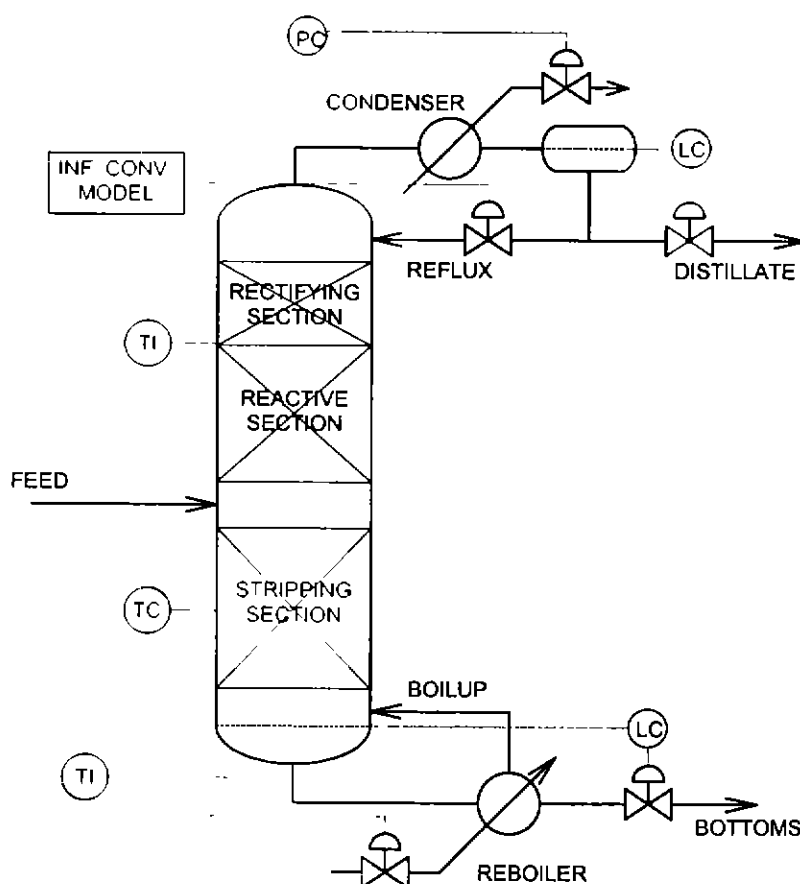 PC
CONDENSER
LC
INF CONV
MODEL
REFLUX
DISTILLATE
RECTIFYING
SECTION
TI
REACTIVE
SECTION
FEED
STRIPPING
SECTION
TC
BOILUP
LC
TI
BOTTOMS
REBOILER